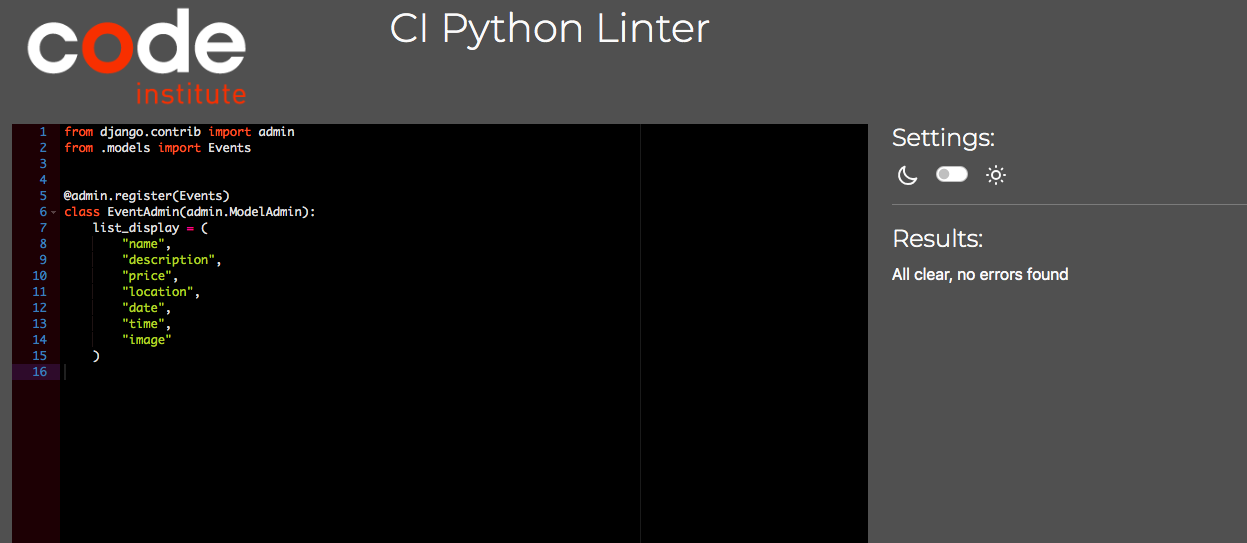 code
institute
CI Python Linter
1 from django.contrib import admin
2 from .models import Events
3
4
5 @admin.register(Events)
6 class EventAdmin(admin.ModelAdmin):
7     list_display = (
8         "name",
9         "description",
10         "price",
11         "location",
12         "date",
13         "time",
14         "image"
15     )
16
Settings:
Results:
All clear, no errors found